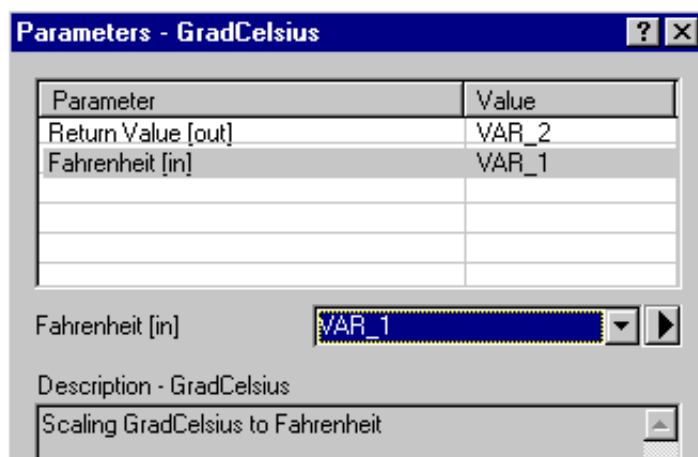 Parameters - GradCelsius
Parameter Value
Return Value [out] VAR_2
Fahrenheit [in] VAR_1
Fahrenheit [in] VAR_1
Description - GradCelsius
Scaling GradCelsius to Fahrenheit